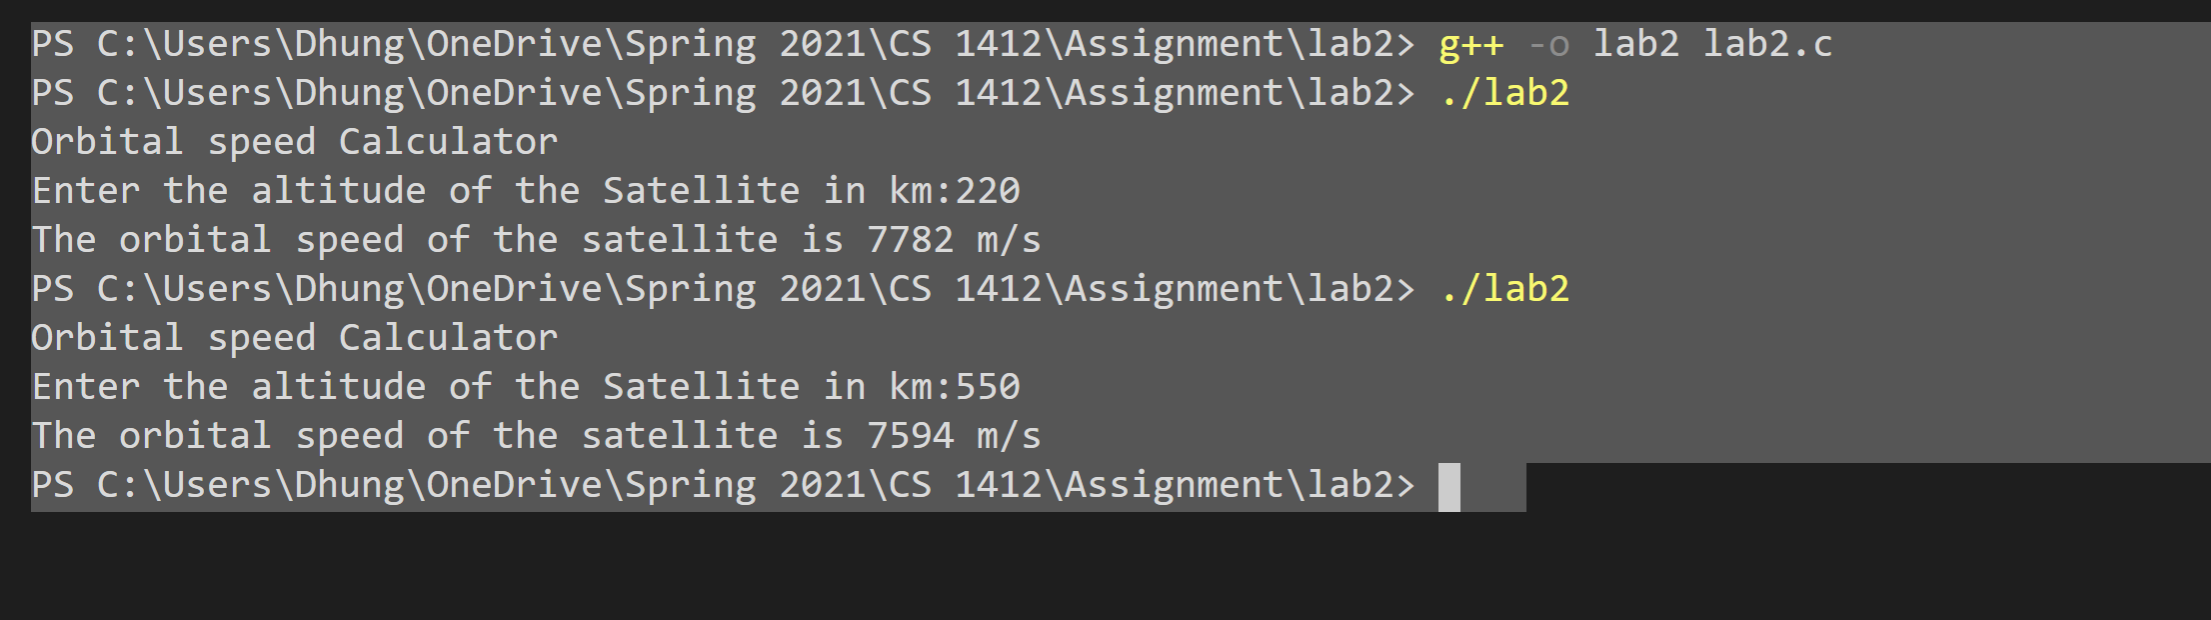 PS C:\Users\Dhung\OneDrive\Spring 2021\CS 1412\Assignment\lab2> g++ -o lab2 lab2.c
PS C:\Users\Dhung\OneDrive\Spring 2021\CS 1412\Assignment\lab2> ./lab2
Orbital speed Calculator
Enter the altitude of the Satellite in km:220
The orbital speed of the satellite is 7782 m/s
PS C:\Users\Dhung\OneDrive\Spring 2021\CS 1412\Assignment\lab2> ./lab2
Orbital speed Calculator
Enter the altitude of the Satellite in km:550
The orbital speed of the satellite is 7594 m/s
PS C:\Users\Dhung\OneDrive\Spring 2021\CS 1412\Assignment\lab2>